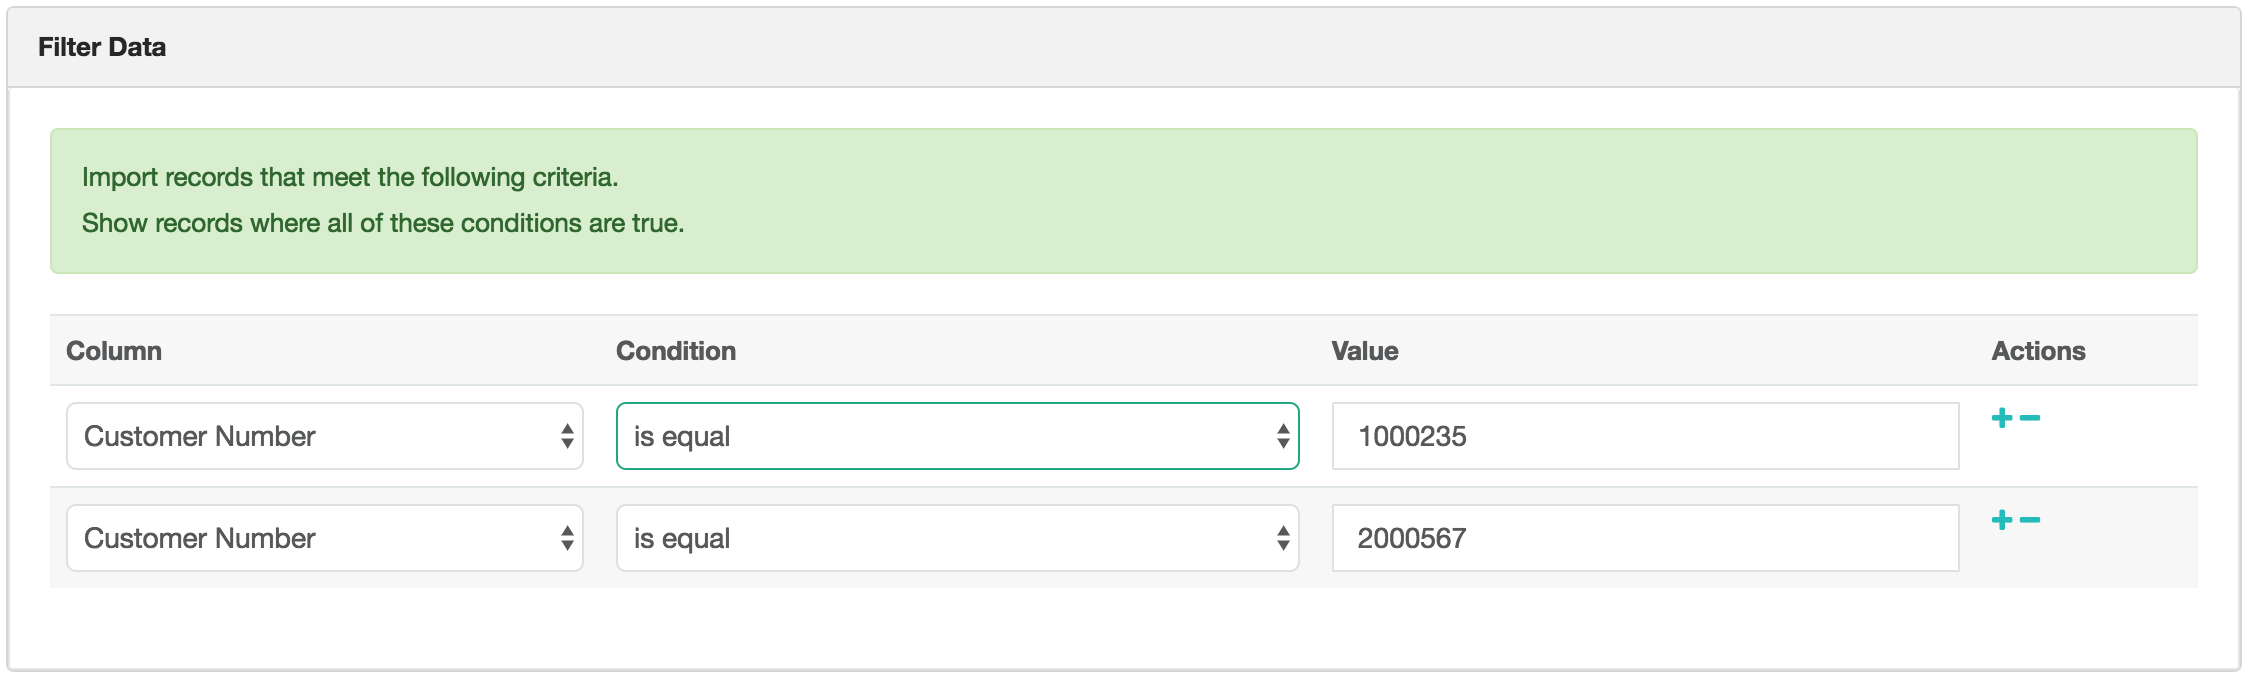 Filter Data
Import records that meet the following criteria.
Show records where all of these conditions are true.
Column Condition Value Actions
Customer Number is equal 1000235
Customer Number is equal 2000567